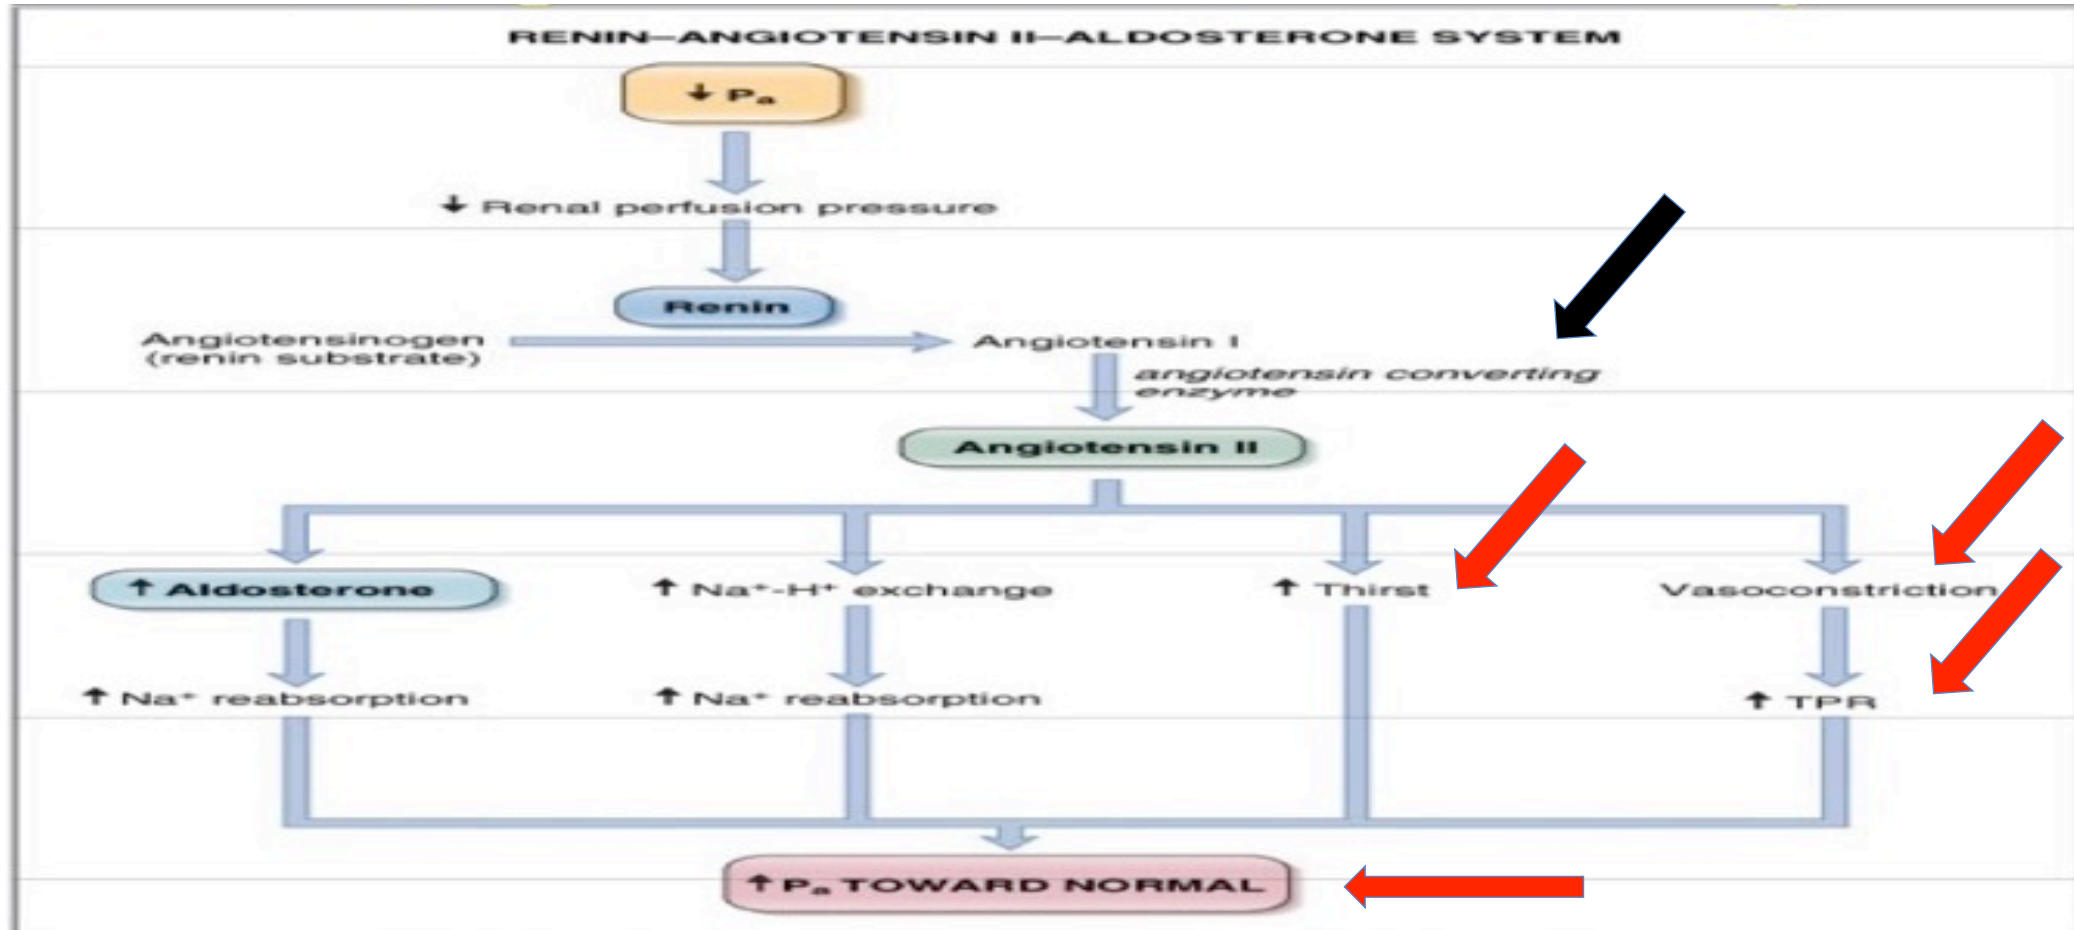 RENIN–ANGIOTENSIN II–ALDOSTERONE SYSTEM
↓ Pₐ
↓ Renal perfusion pressure
Renin
Angiotensinogen
(renin substrate)
Angiotensin I
angiotensin converting
enzyme
Angiotensin II
↑ Aldosterone
↑ Na⁺-H⁺ exchange
↑ Thirst
Vasoconstriction
↑ Na⁺ reabsorption
↑ Na⁺ reabsorption
↑ TPR
↑ Pₐ TOWARD NORMAL